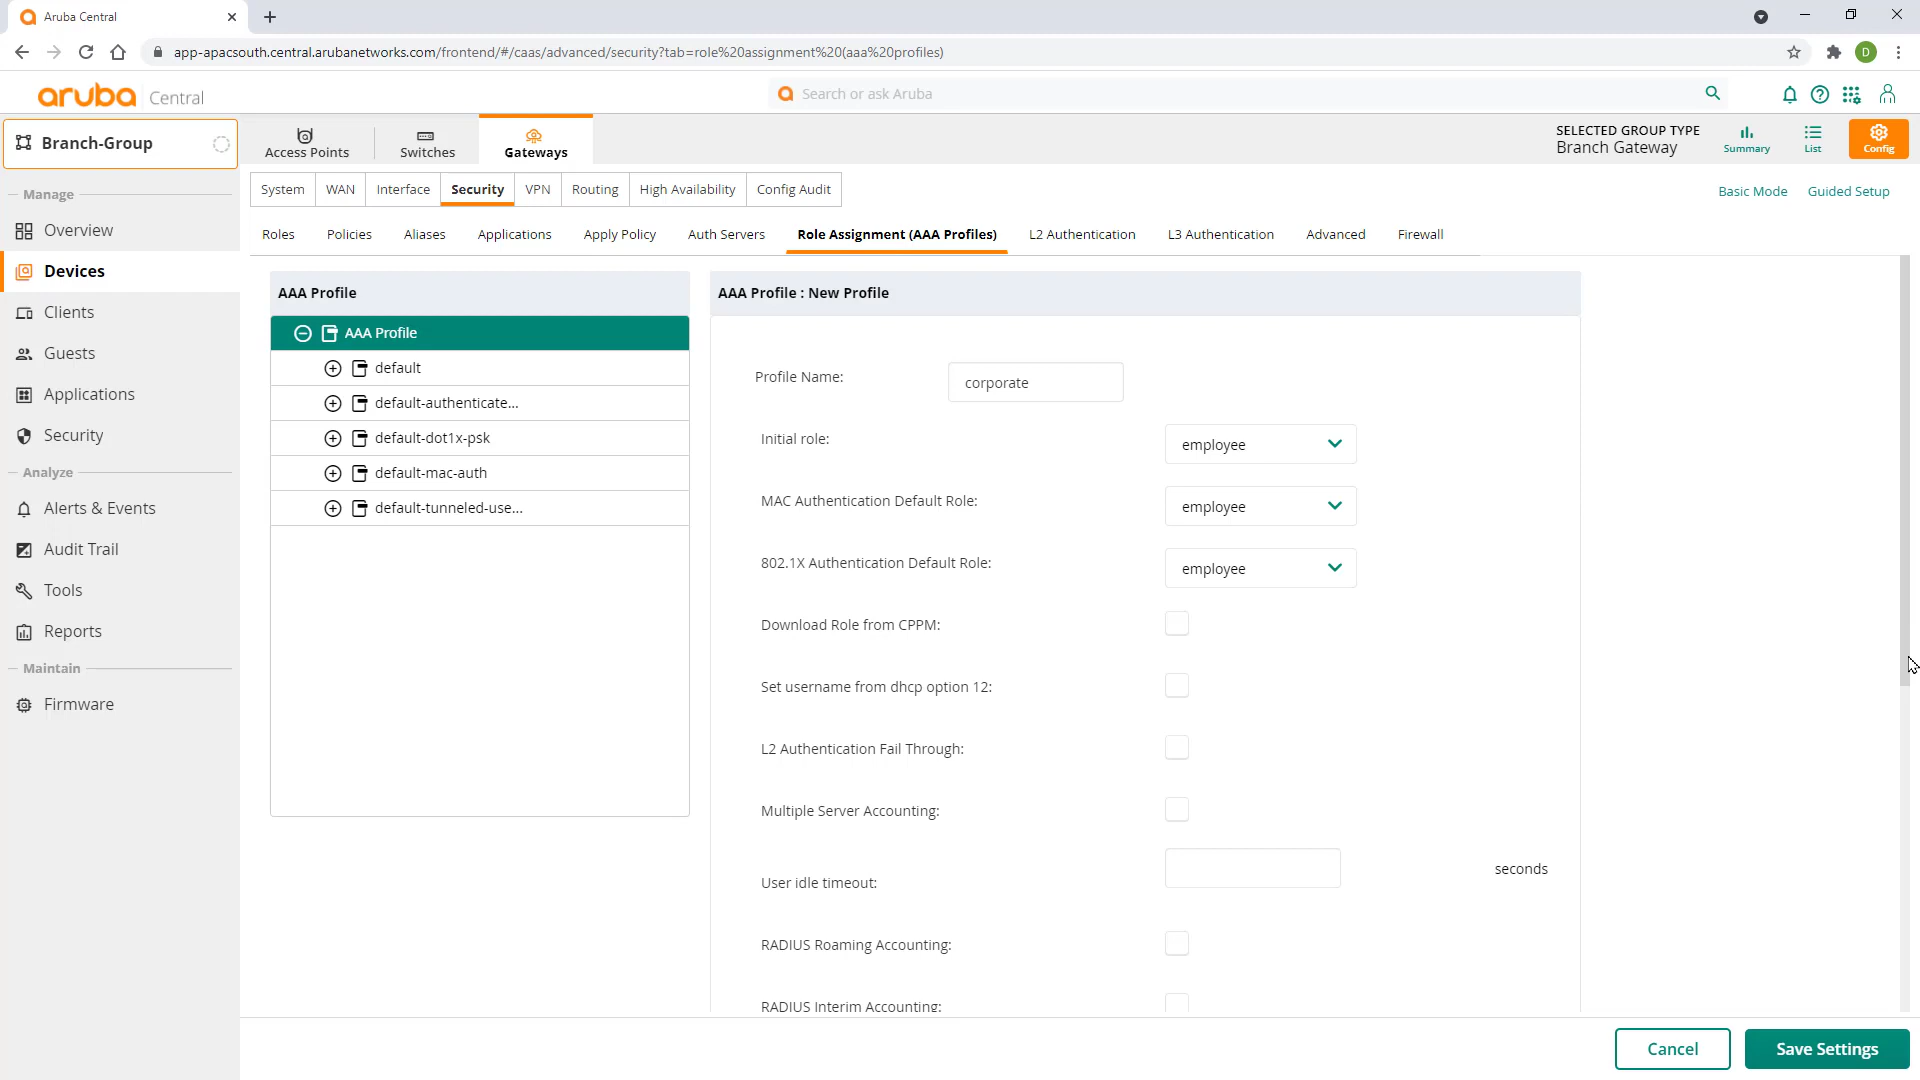 Aruba Central
app-apacsouth.central.arubanetworks.com/frontend/#/caas/advanced/security?tab=role%20assignment%20(aaa%20profiles)
D
aruba Central
Search or ask Aruba
Branch-Group
Access Points
Switches
Gateways
SELECTED GROUP TYPE
Branch Gateway
Summary
List
Config
Manage
Overview
Devices
Clients
Guests
Applications
Security
Analyze
Alerts & Events
Audit Trail
Tools
Reports
Maintain
Firmware
System
WAN
Interface
Security
VPN
Routing
High Availability
Config Audit
Basic Mode
Guided Setup
Roles
Policies
Aliases
Applications
Apply Policy
Auth Servers
Role Assignment (AAA Profiles)
L2 Authentication
L3 Authentication
Advanced
Firewall
AAA Profile
AAA Profile
default
default-authenticate...
default-dot1x-psk
default-mac-auth
default-tunneled-use...
AAA Profile : New Profile
Profile Name:
corporate
Initial role:
employee
MAC Authentication Default Role:
employee
802.1X Authentication Default Role:
employee
Download Role from CPPM:
Set username from dhcp option 12:
L2 Authentication Fail Through:
Multiple Server Accounting:
User idle timeout:
seconds
RADIUS Roaming Accounting:
RADIUS Interim Accounting:
Cancel
Save Settings